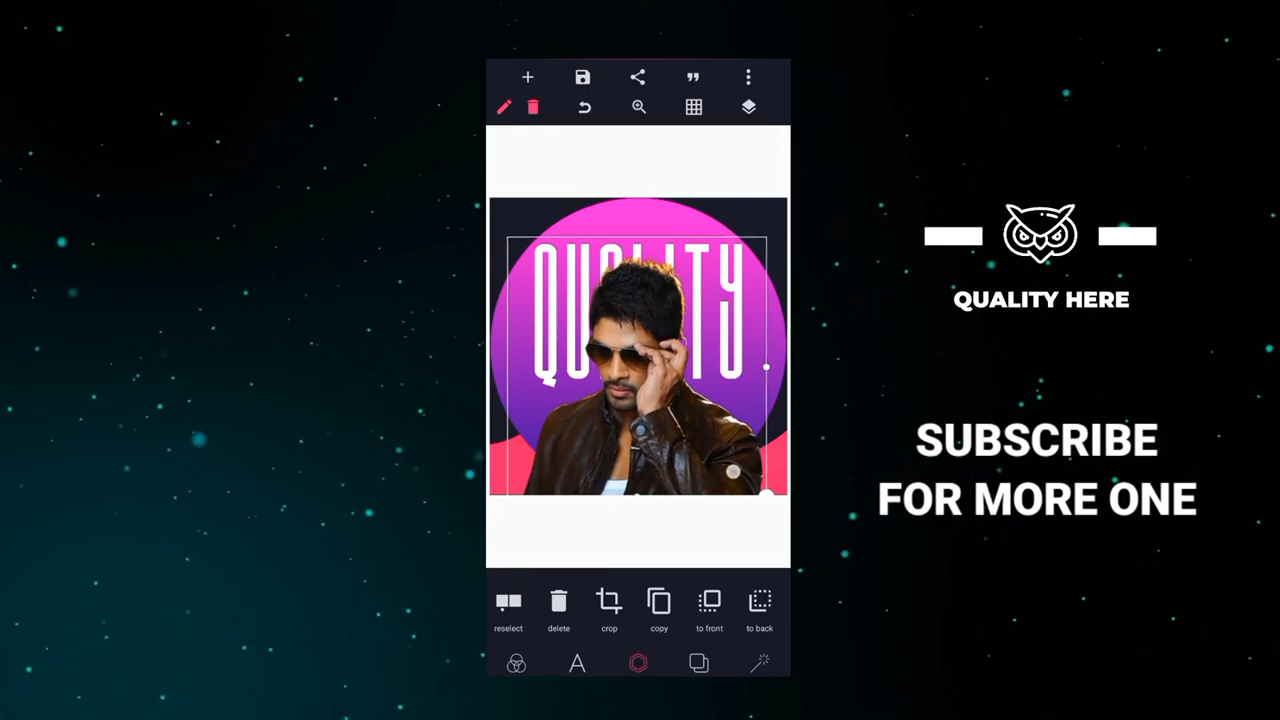 QUALITY
reselect
delete
crop
copy
to front
to back
QUALITY HERE
SUBSCRIBE
FOR MORE ONE